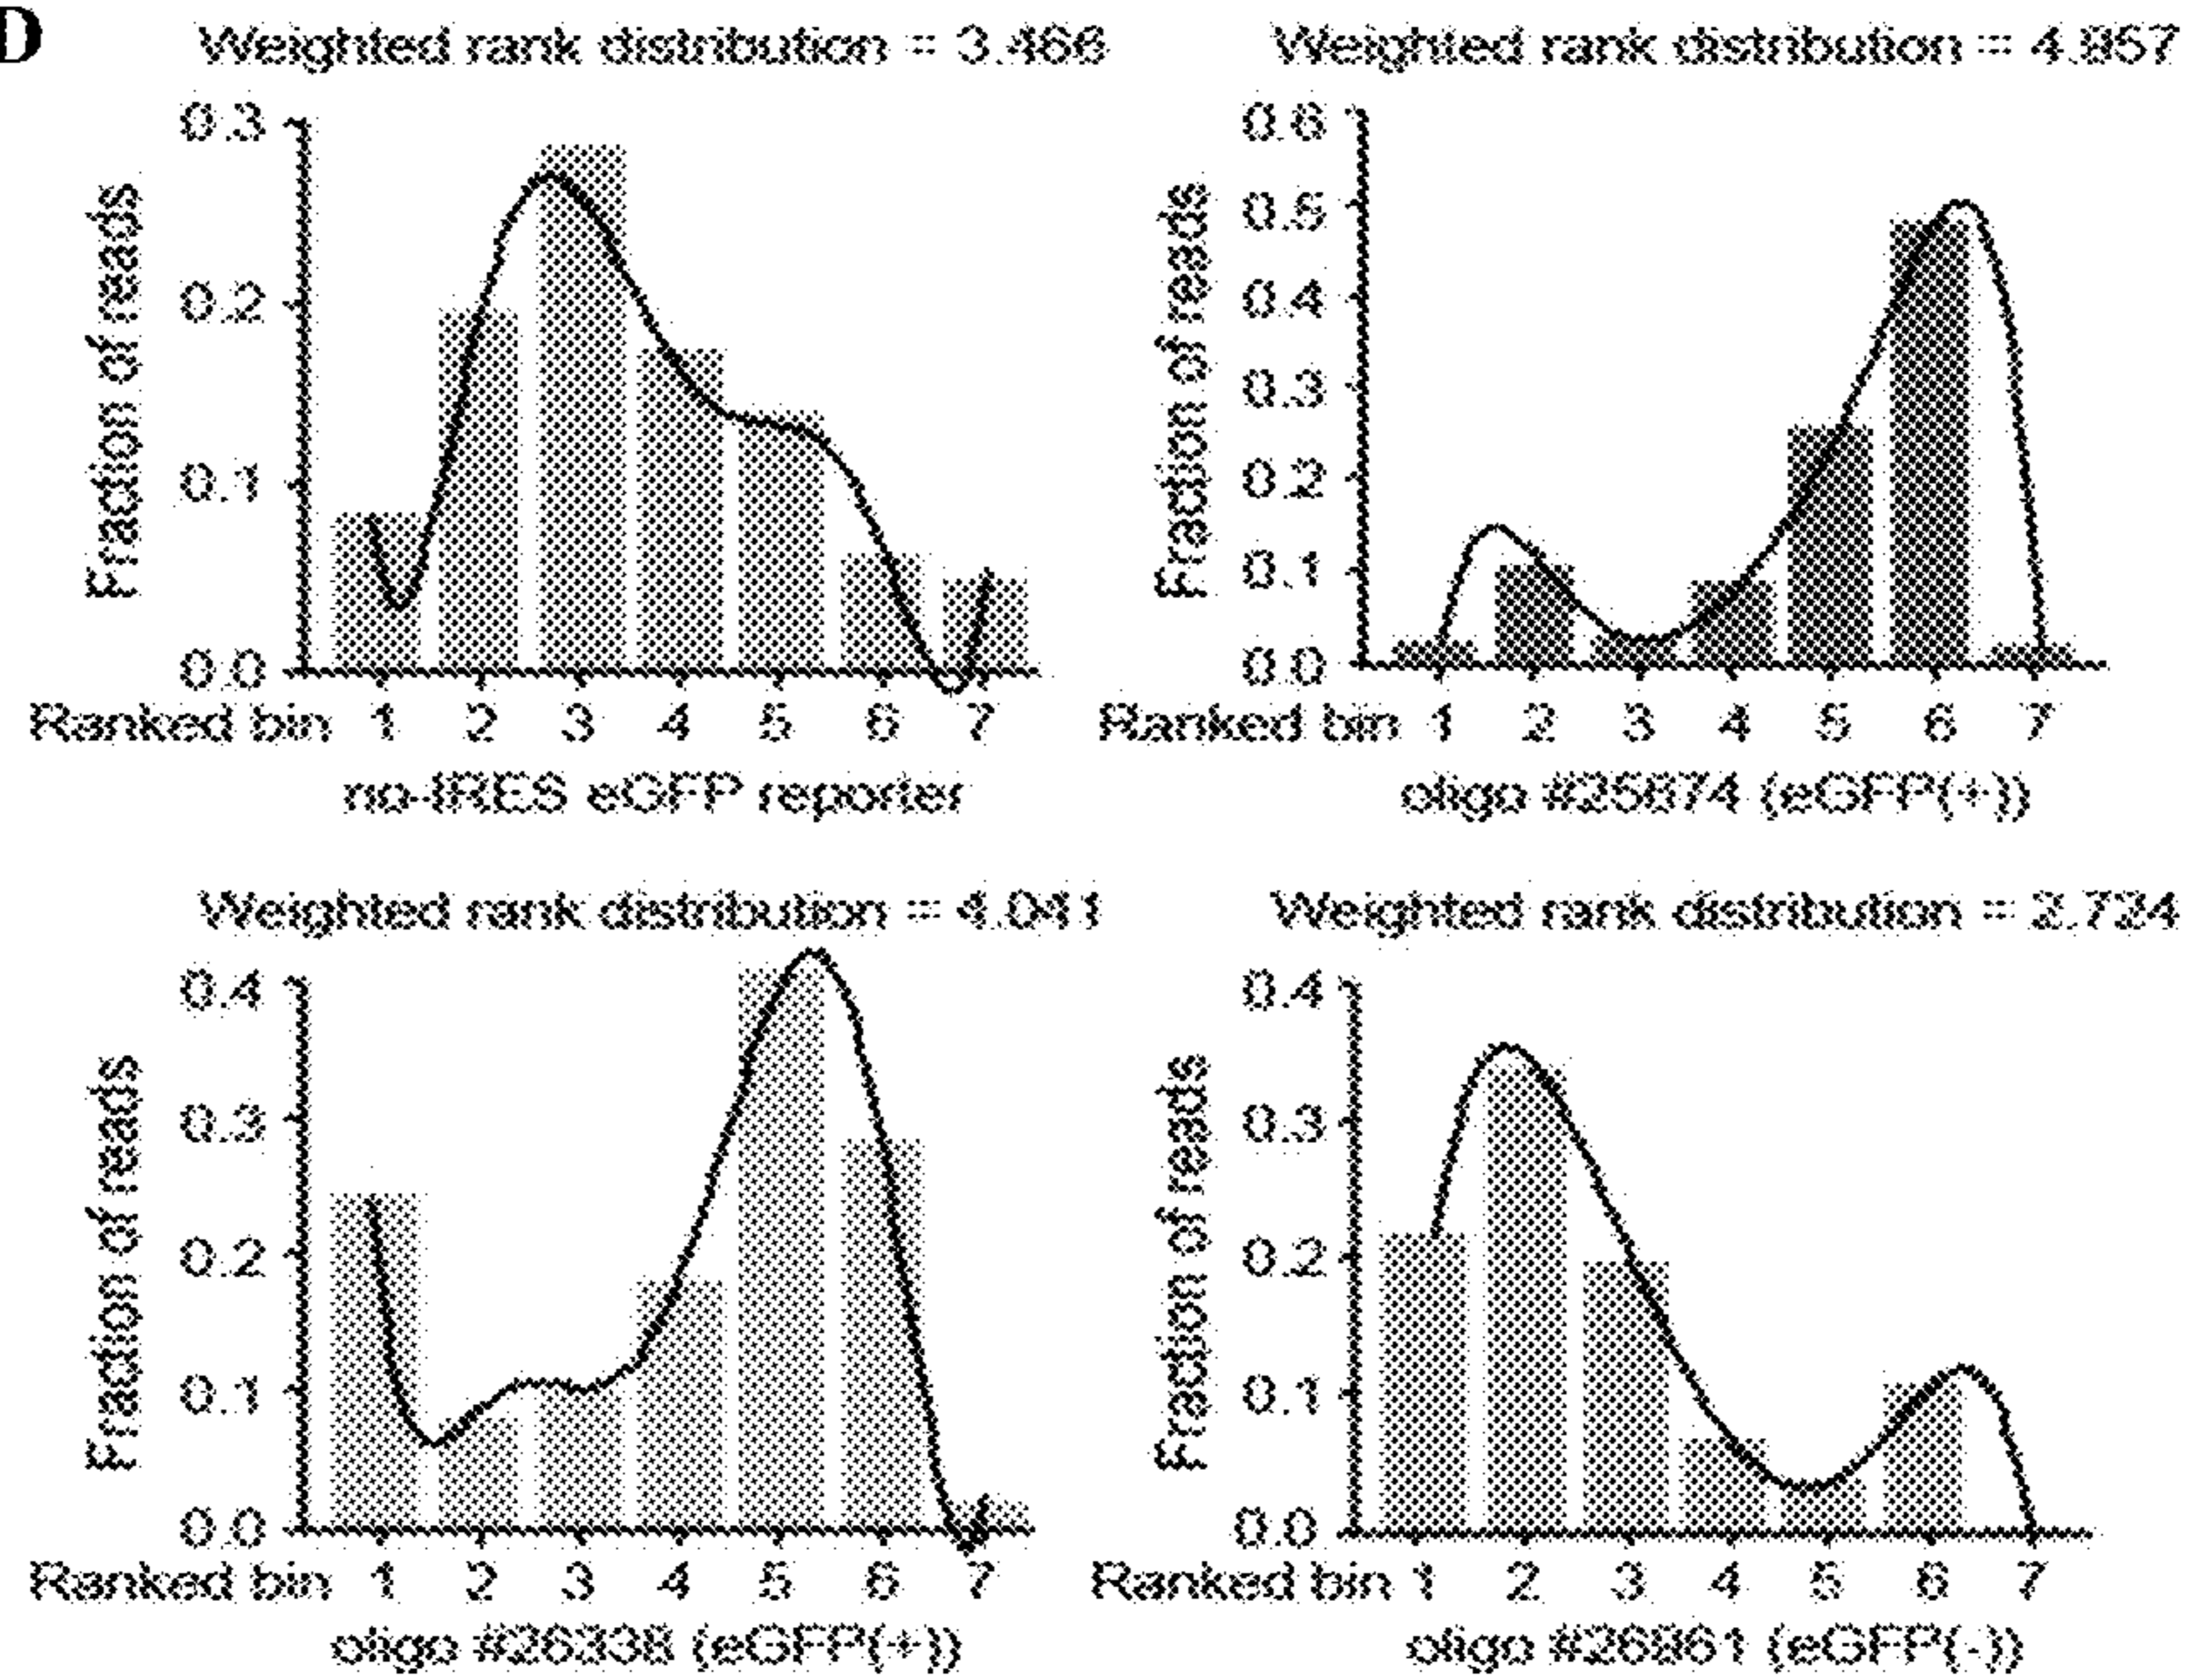 D
Weighted rank distribution = 3.466
Fraction of reads
0.3
0.2
0.1
0.0
Ranked bin 1 2 3 4 5 6 7
no-IRES eGFP reporter
Weighted rank distribution = 4.857
Fraction of reads
0.6
0.5
0.4
0.3
0.2
0.1
0.0
Ranked bin 1 2 3 4 5 6 7
oligo #25874 (eGFP(+))
Weighted rank distribution = 4.041
Fraction of reads
0.4
0.3
0.2
0.1
0.0
Ranked bin 1 2 3 4 5 6 7
oligo #26338 (eGFP(+))
Weighted rank distribution = 2.724
Fraction of reads
0.4
0.3
0.2
0.1
0.0
Ranked bin 1 2 3 4 5 6 7
oligo #26861 (eGFP(-))